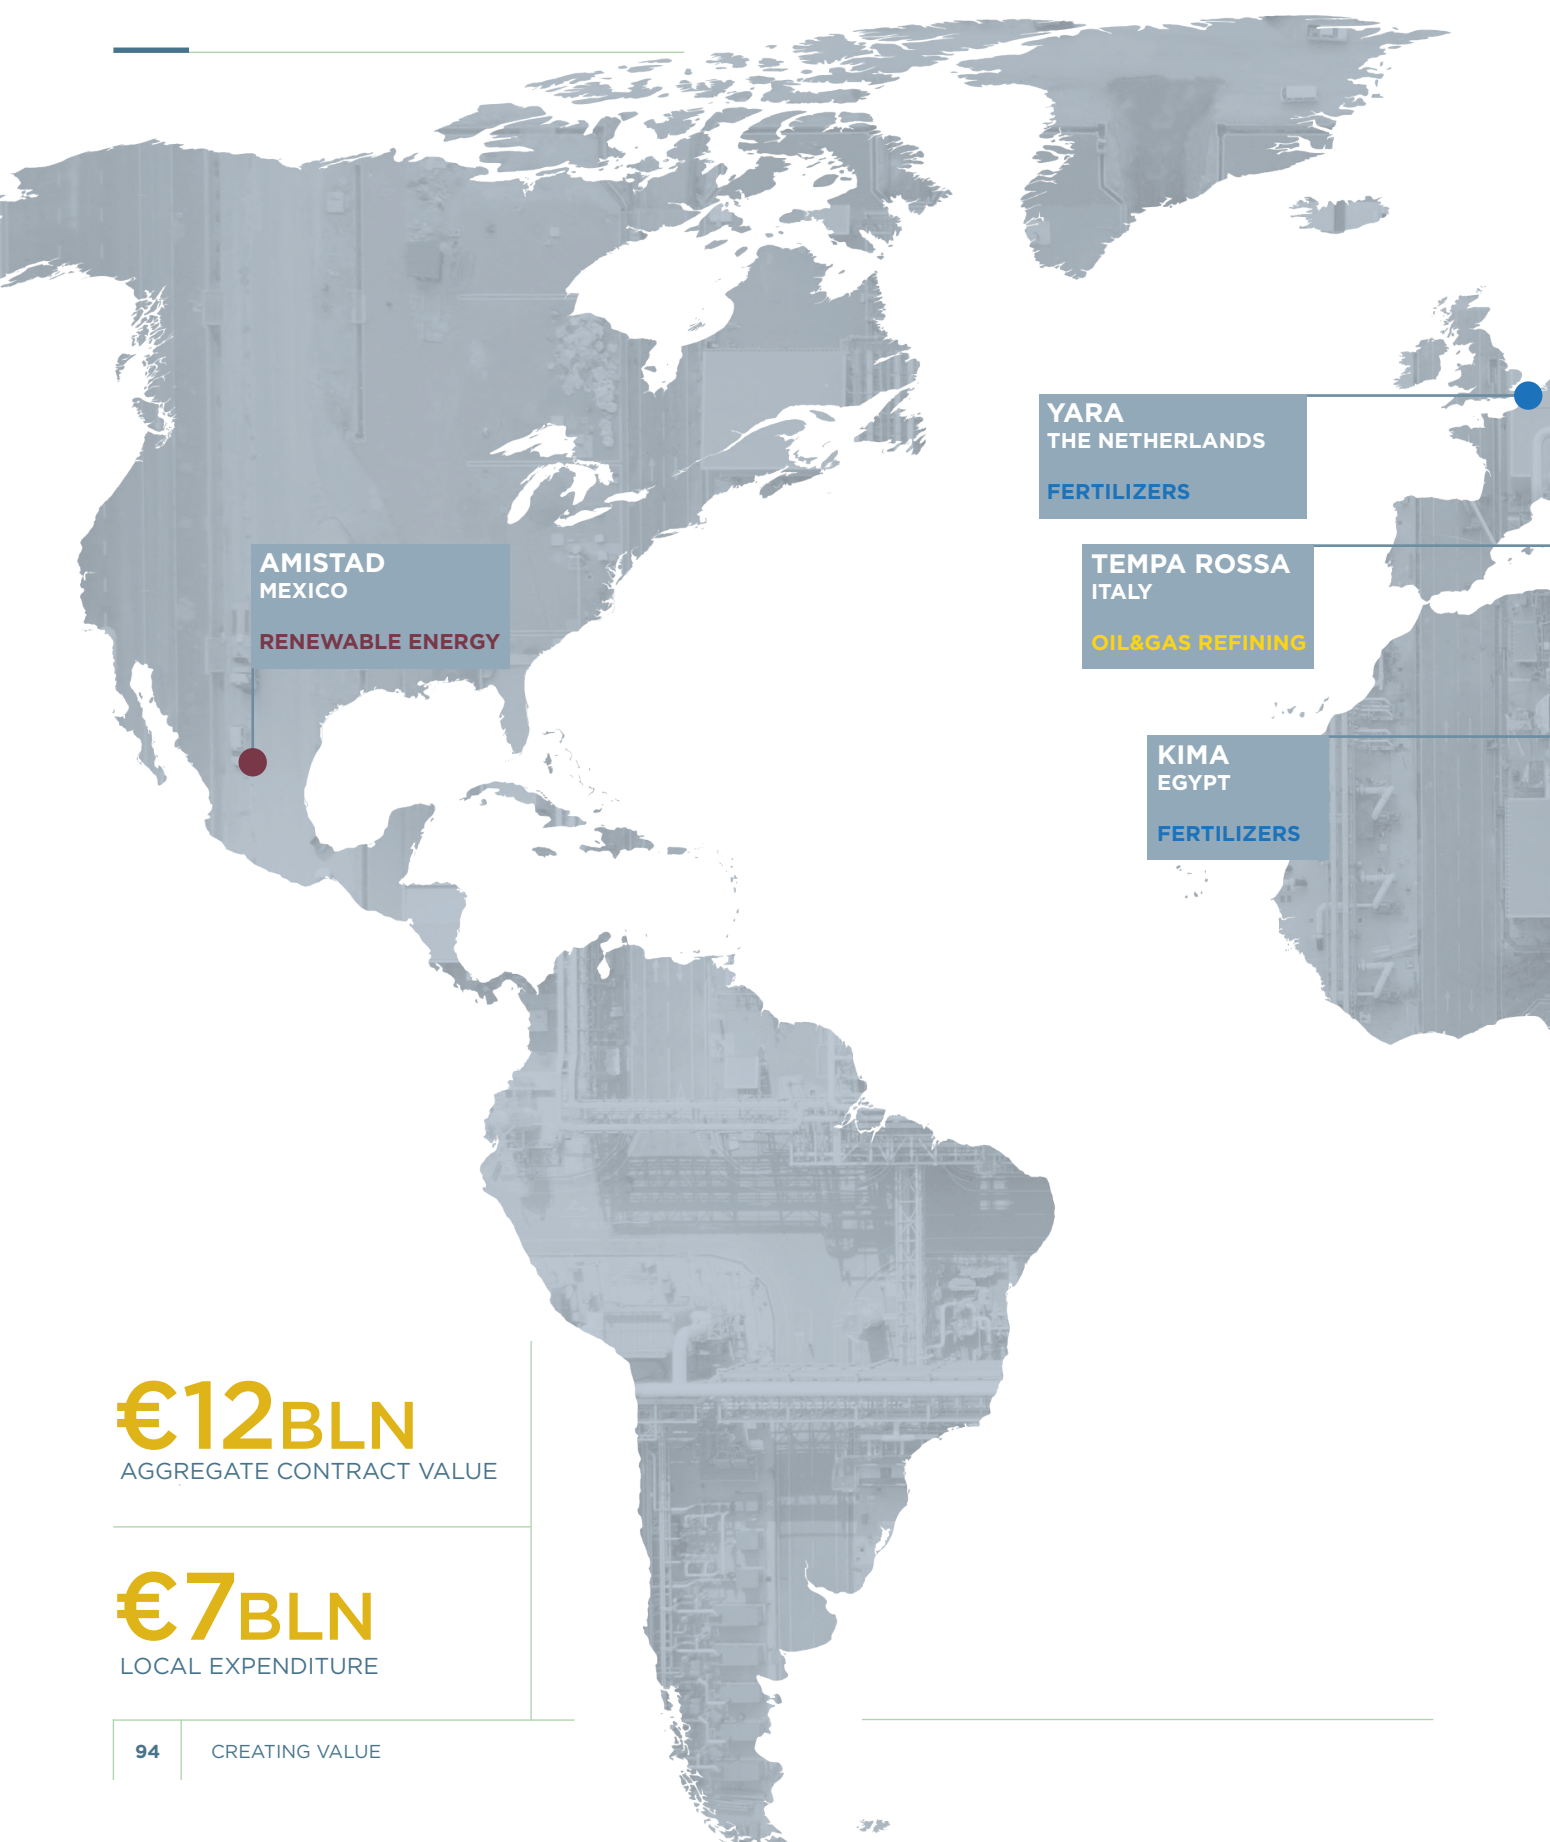 YARA
THE NETHERLANDS
FERTILIZERS
AMISTAD
MEXICO
RENEWABLE ENERGY
TEMPA ROSSA
ITALY
OIL&GAS REFINING
KIMA
EGYPT
FERTILIZERS
€12BLN
AGGREGATE CONTRACT VALUE
€7BLN
LOCAL EXPENDITURE
94
CREATING VALUE